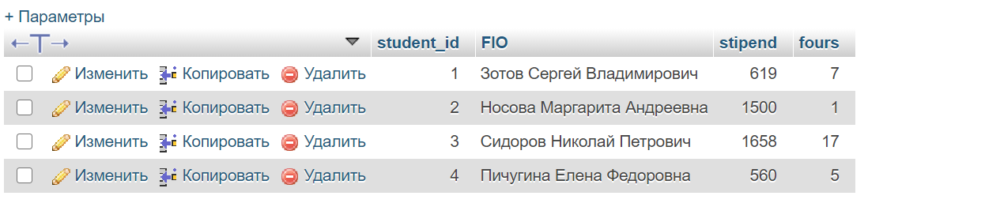 + Параметры
student_id FIO stipend fours
Изменить Копировать Удалить 1 Зотов Сергей Владимирович 619 7
Изменить Копировать Удалить 2 Носова Маргарита Андреевна 1500 1
Изменить Копировать Удалить 3 Сидоров Николай Петрович 1658 17
Изменить Копировать Удалить 4 Пичугина Елена Федоровна 560 5